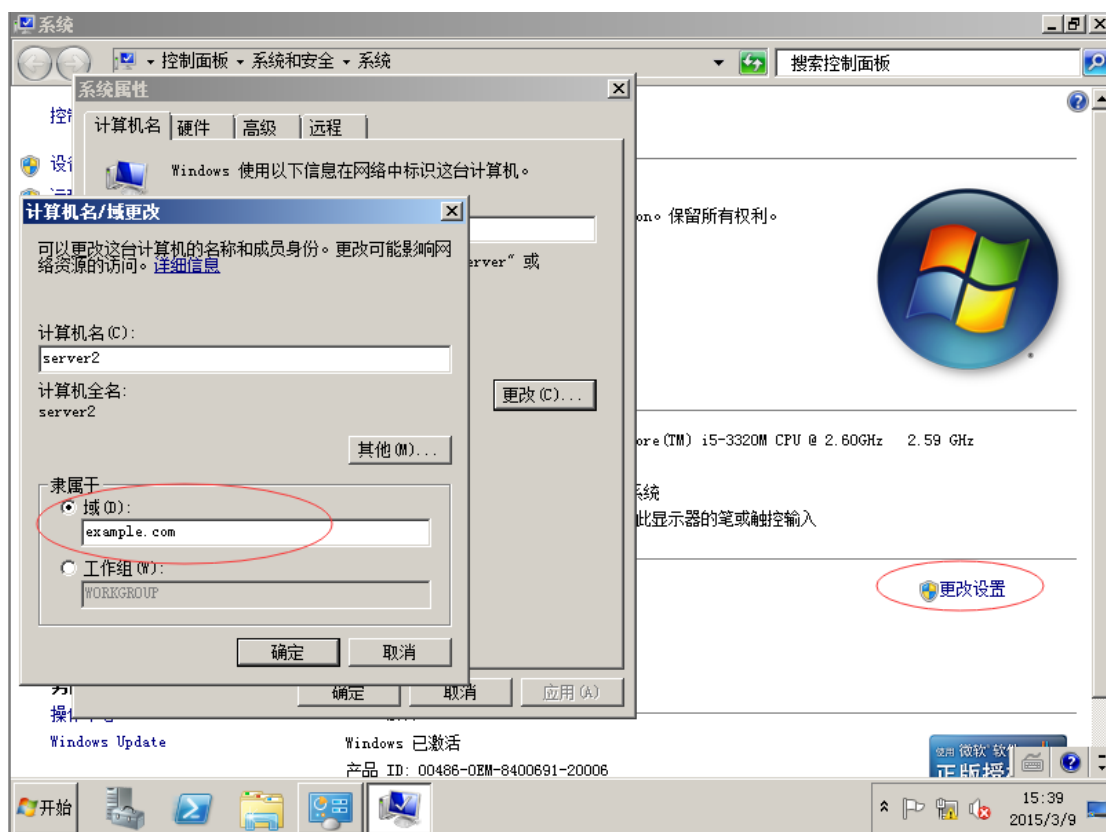 系统
控制面板 系统和安全 系统
搜索控制面板
系统属性
计算机名 硬件 高级 远程
Windows 使用以下信息在网络中标识这台计算机。
计算机名/域更改
on。保留所有权利。
可以更改这台计算机的名称和成员身份。更改可能影响网
络资源的访问。详细信息
erver" 或
计算机名(C):
server2
计算机全名:
server2
更改(C)...
其他(M)...
ore(TM) i5-3320M CPU @ 2.60GHz 2.59 GHz
隶属于
域(D):
example.com
系统
此显示器的笔或触控输入
工作组(W):
WORKGROUP
更改设置
确定 取消
确定 取消 应用(A)
Windows Update
Windows 已激活
产品 ID: 00486-OEM-8400691-20006
使用 微软 软件
正版授
开始
15:39
2015/3/9